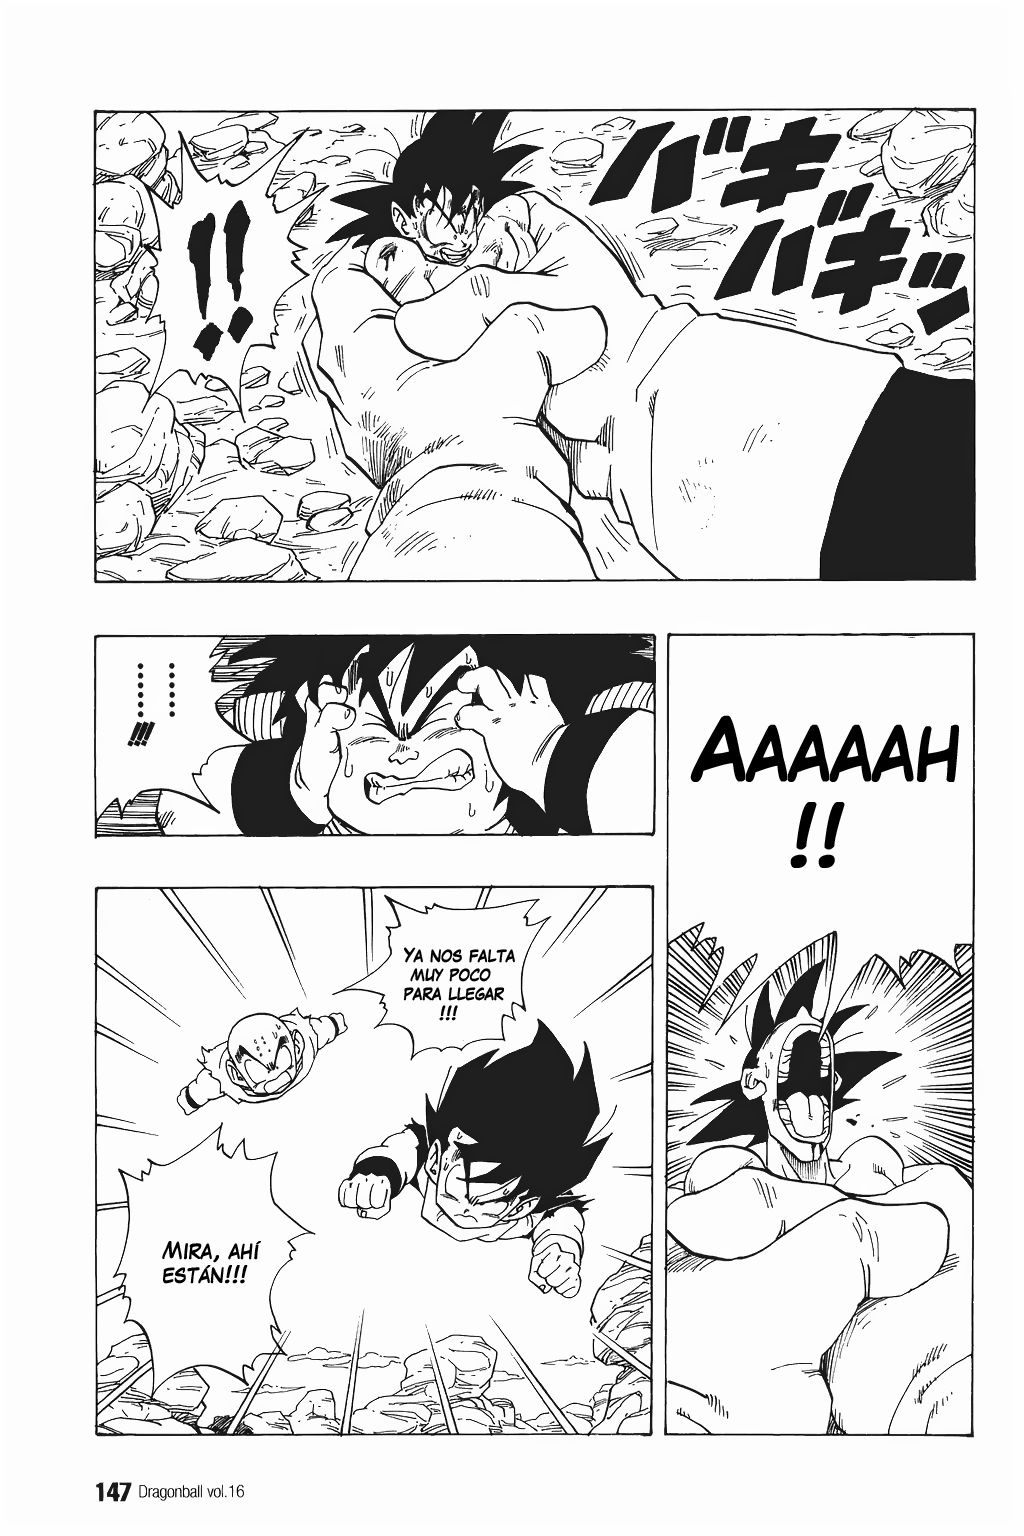 バキ
バキッ
!!
AAAAAH
!!
......
......
!!!
YA NOS FALTA
MUY POCO
PARA LLEGAR
!!!
MIRA, AHÍ
ESTÁN!!!
147 Dragonball vol.16